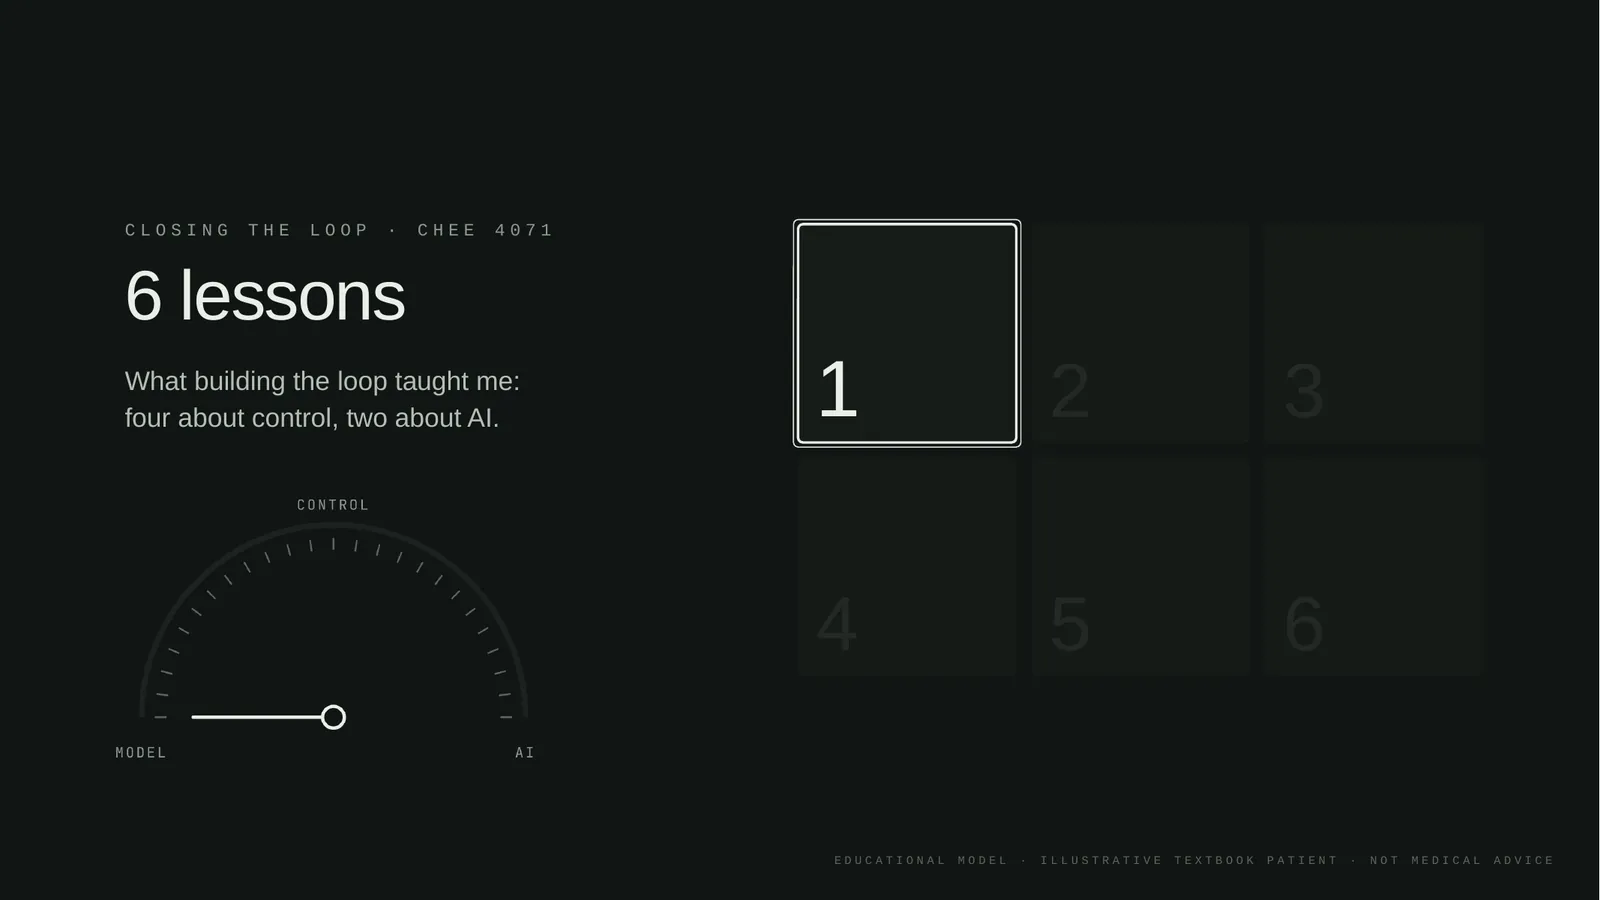 CLOSING THE LOOP · CHEE 4071
6 lessons
What building the loop taught me:
four about control, two about AI.
CONTROL
MODEL
AI
1
2
3
4
5
6
EDUCATIONAL MODEL · ILLUSTRATIVE TEXTBOOK PATIENT · NOT MEDICAL ADVICE